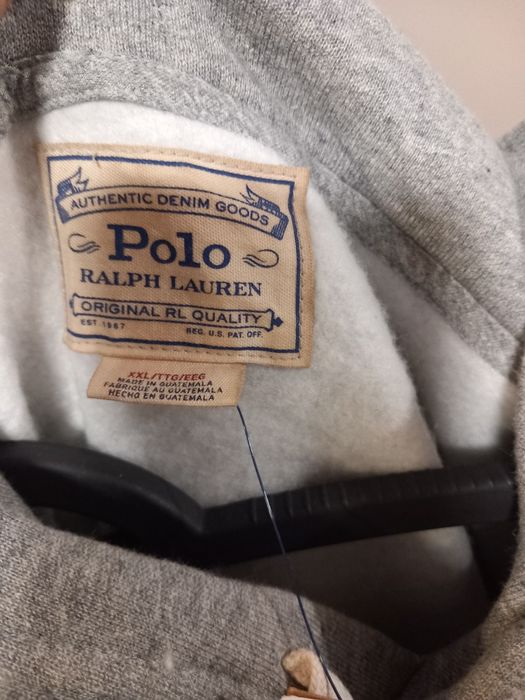 AUTHENTIC DENIM GOODS
Polo
RALPH LAUREN
ORIGINAL RL QUALITY
EST 1967 REG. U.S. PAT. OFF.
XXL/TTG/EEG
MADE IN GUATEMALA
FABRIQUÉ AU GUATEMALA
HECHO EN GUATEMALA